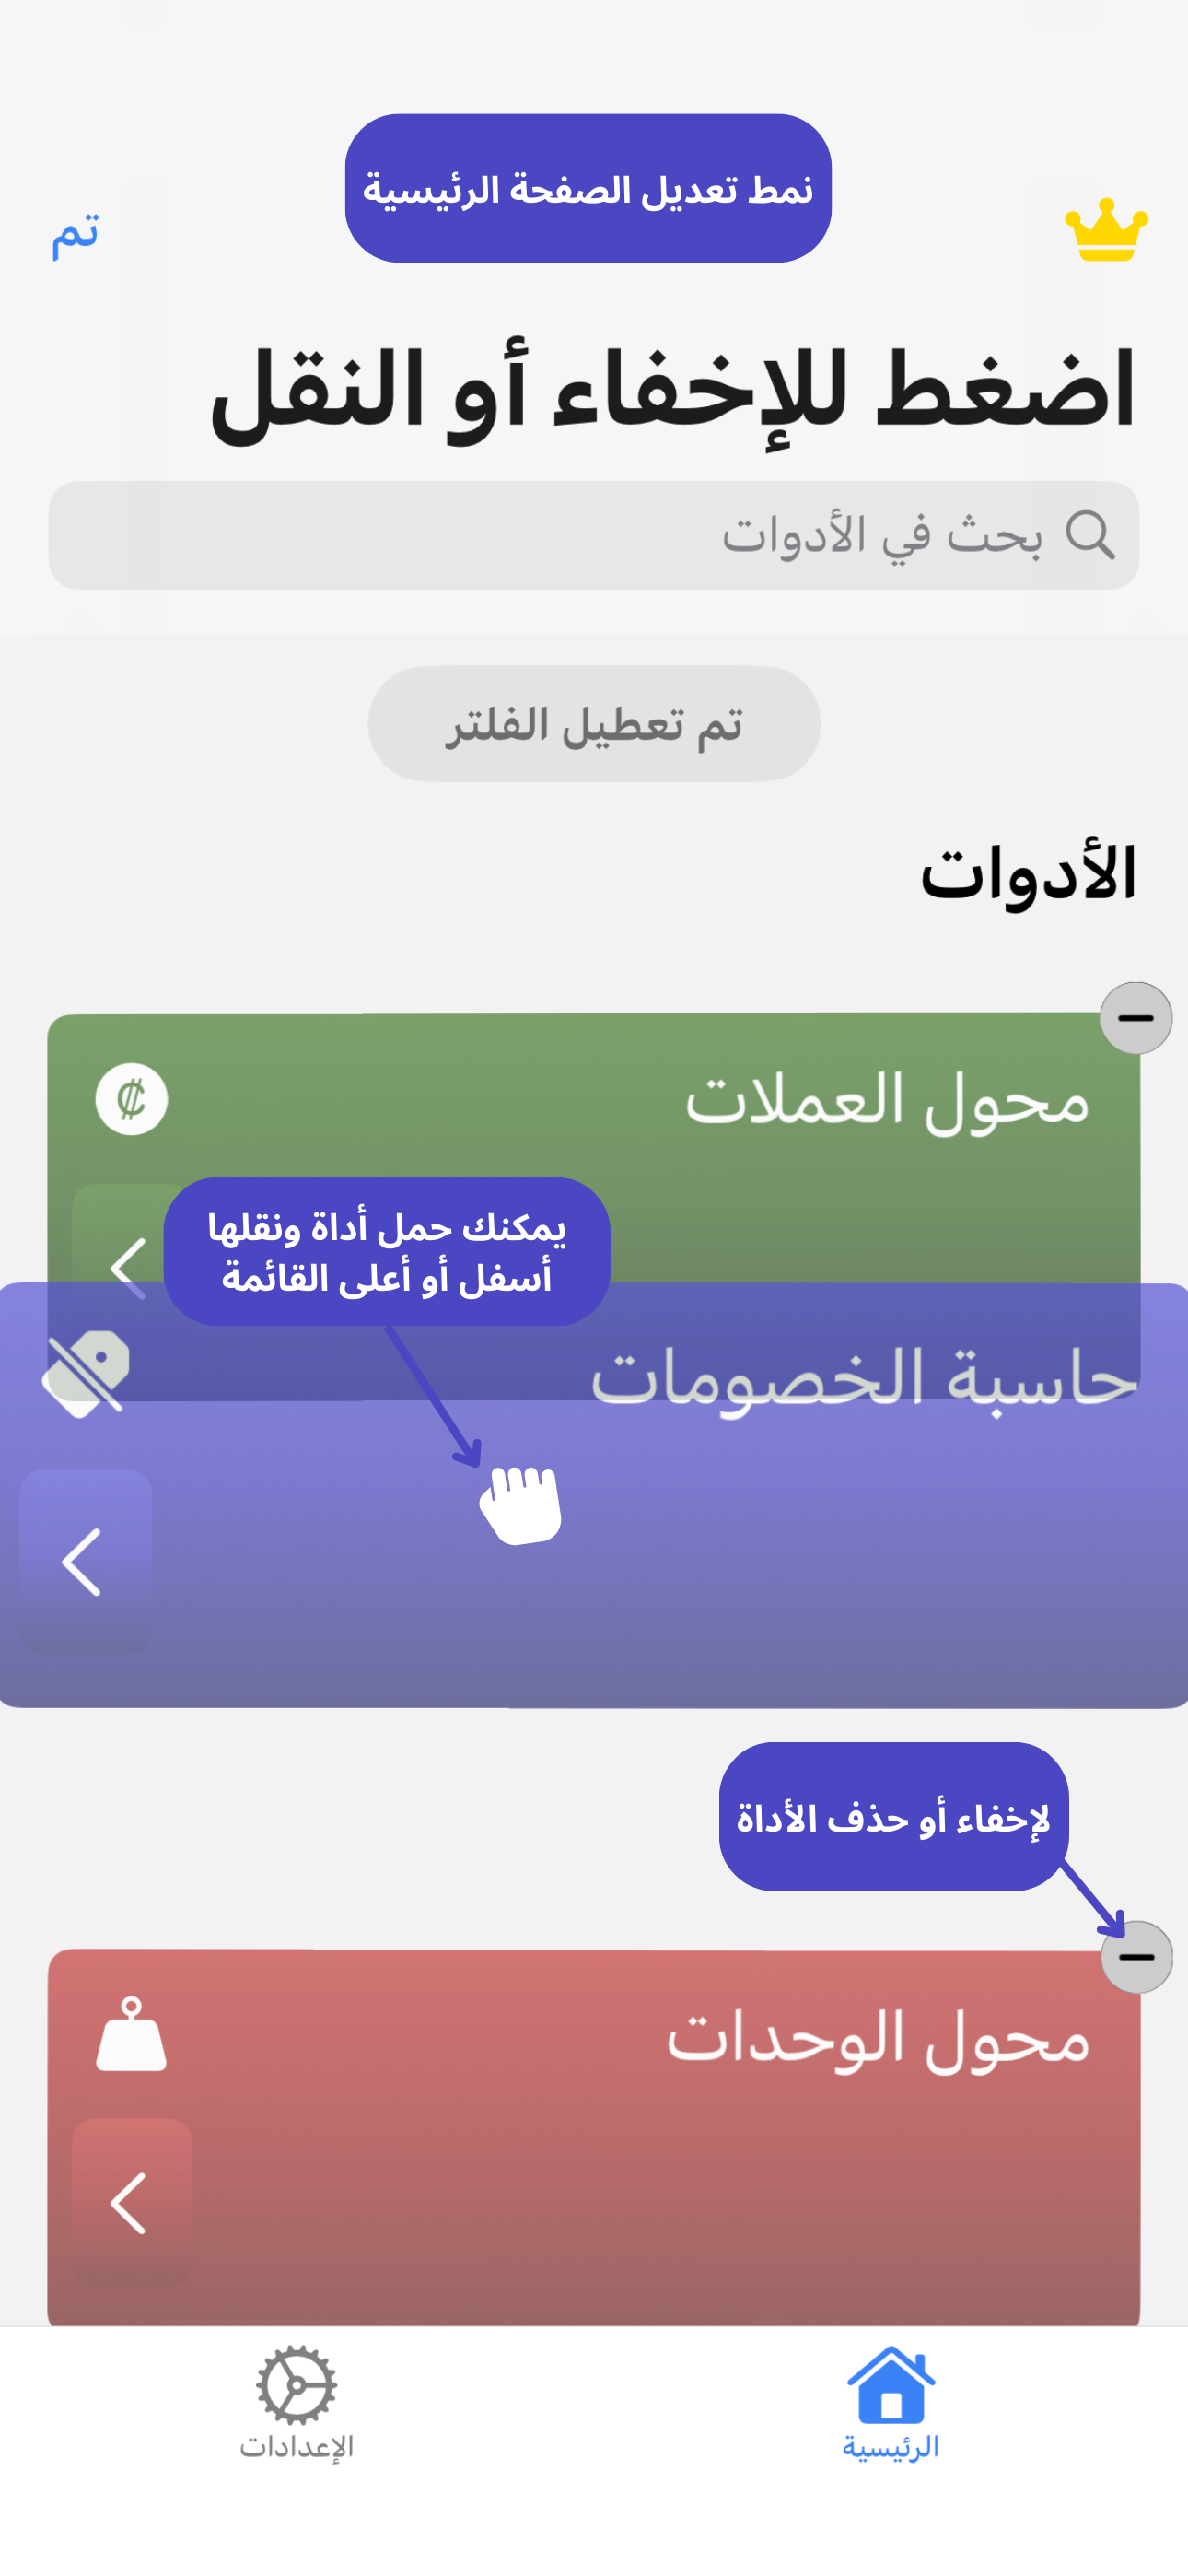 نمط تعديل الصفحة الرئيسية
تم
اضغط للإخفاء أو النقل
بحث في الأدوات
تم تعطيل الفلتر
الأدوات
محول العملات
يمكنك حمل أداة ونقلها
أسفل أو أعلى القائمة
حاسبة الخصومات
لإخفاء أو حذف الأداة
محول الوحدات
الرئيسية
الإعدادات